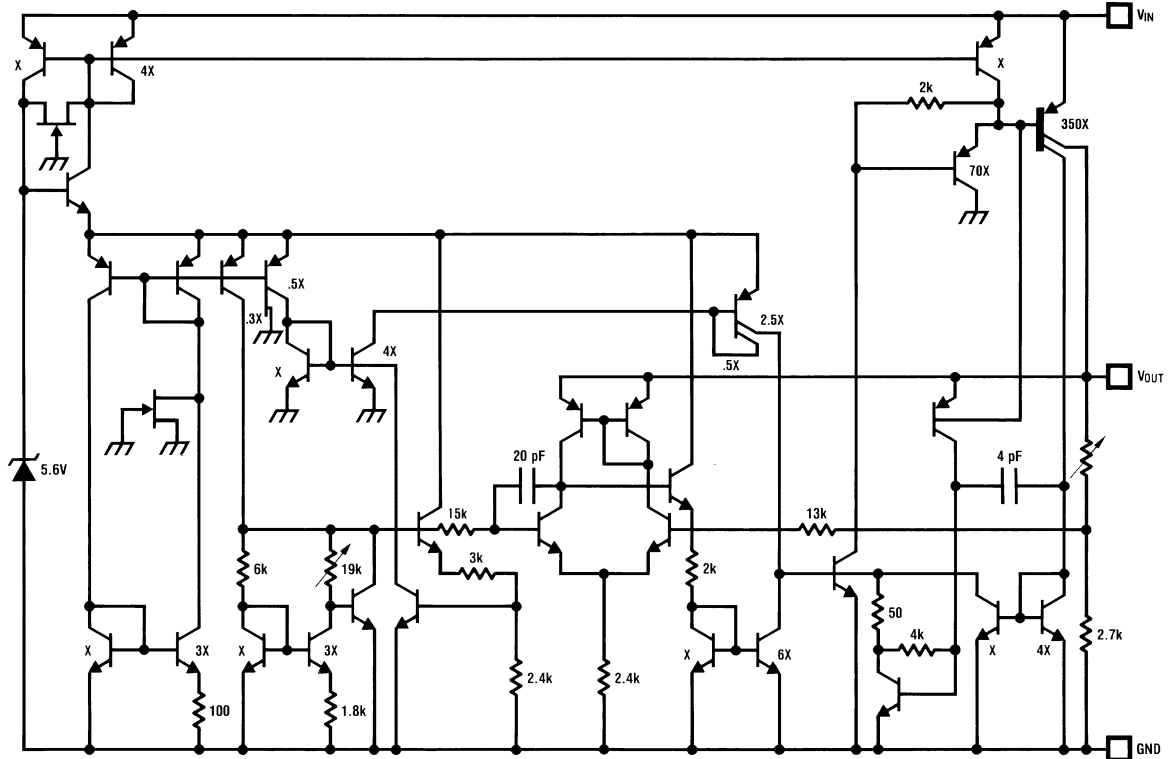 VIN
X
4X
X
2k
350X
70X
.5X
.3X
4X
2.5X
X
.5X
VOUT
5.6V
20 pF
4 pF
15k
13k
3k
6k
19k
2k
50
4k
X
3X
X
3X
X
6X
X
4X
2.7k
100
1.8k
2.4k
2.4k
GND